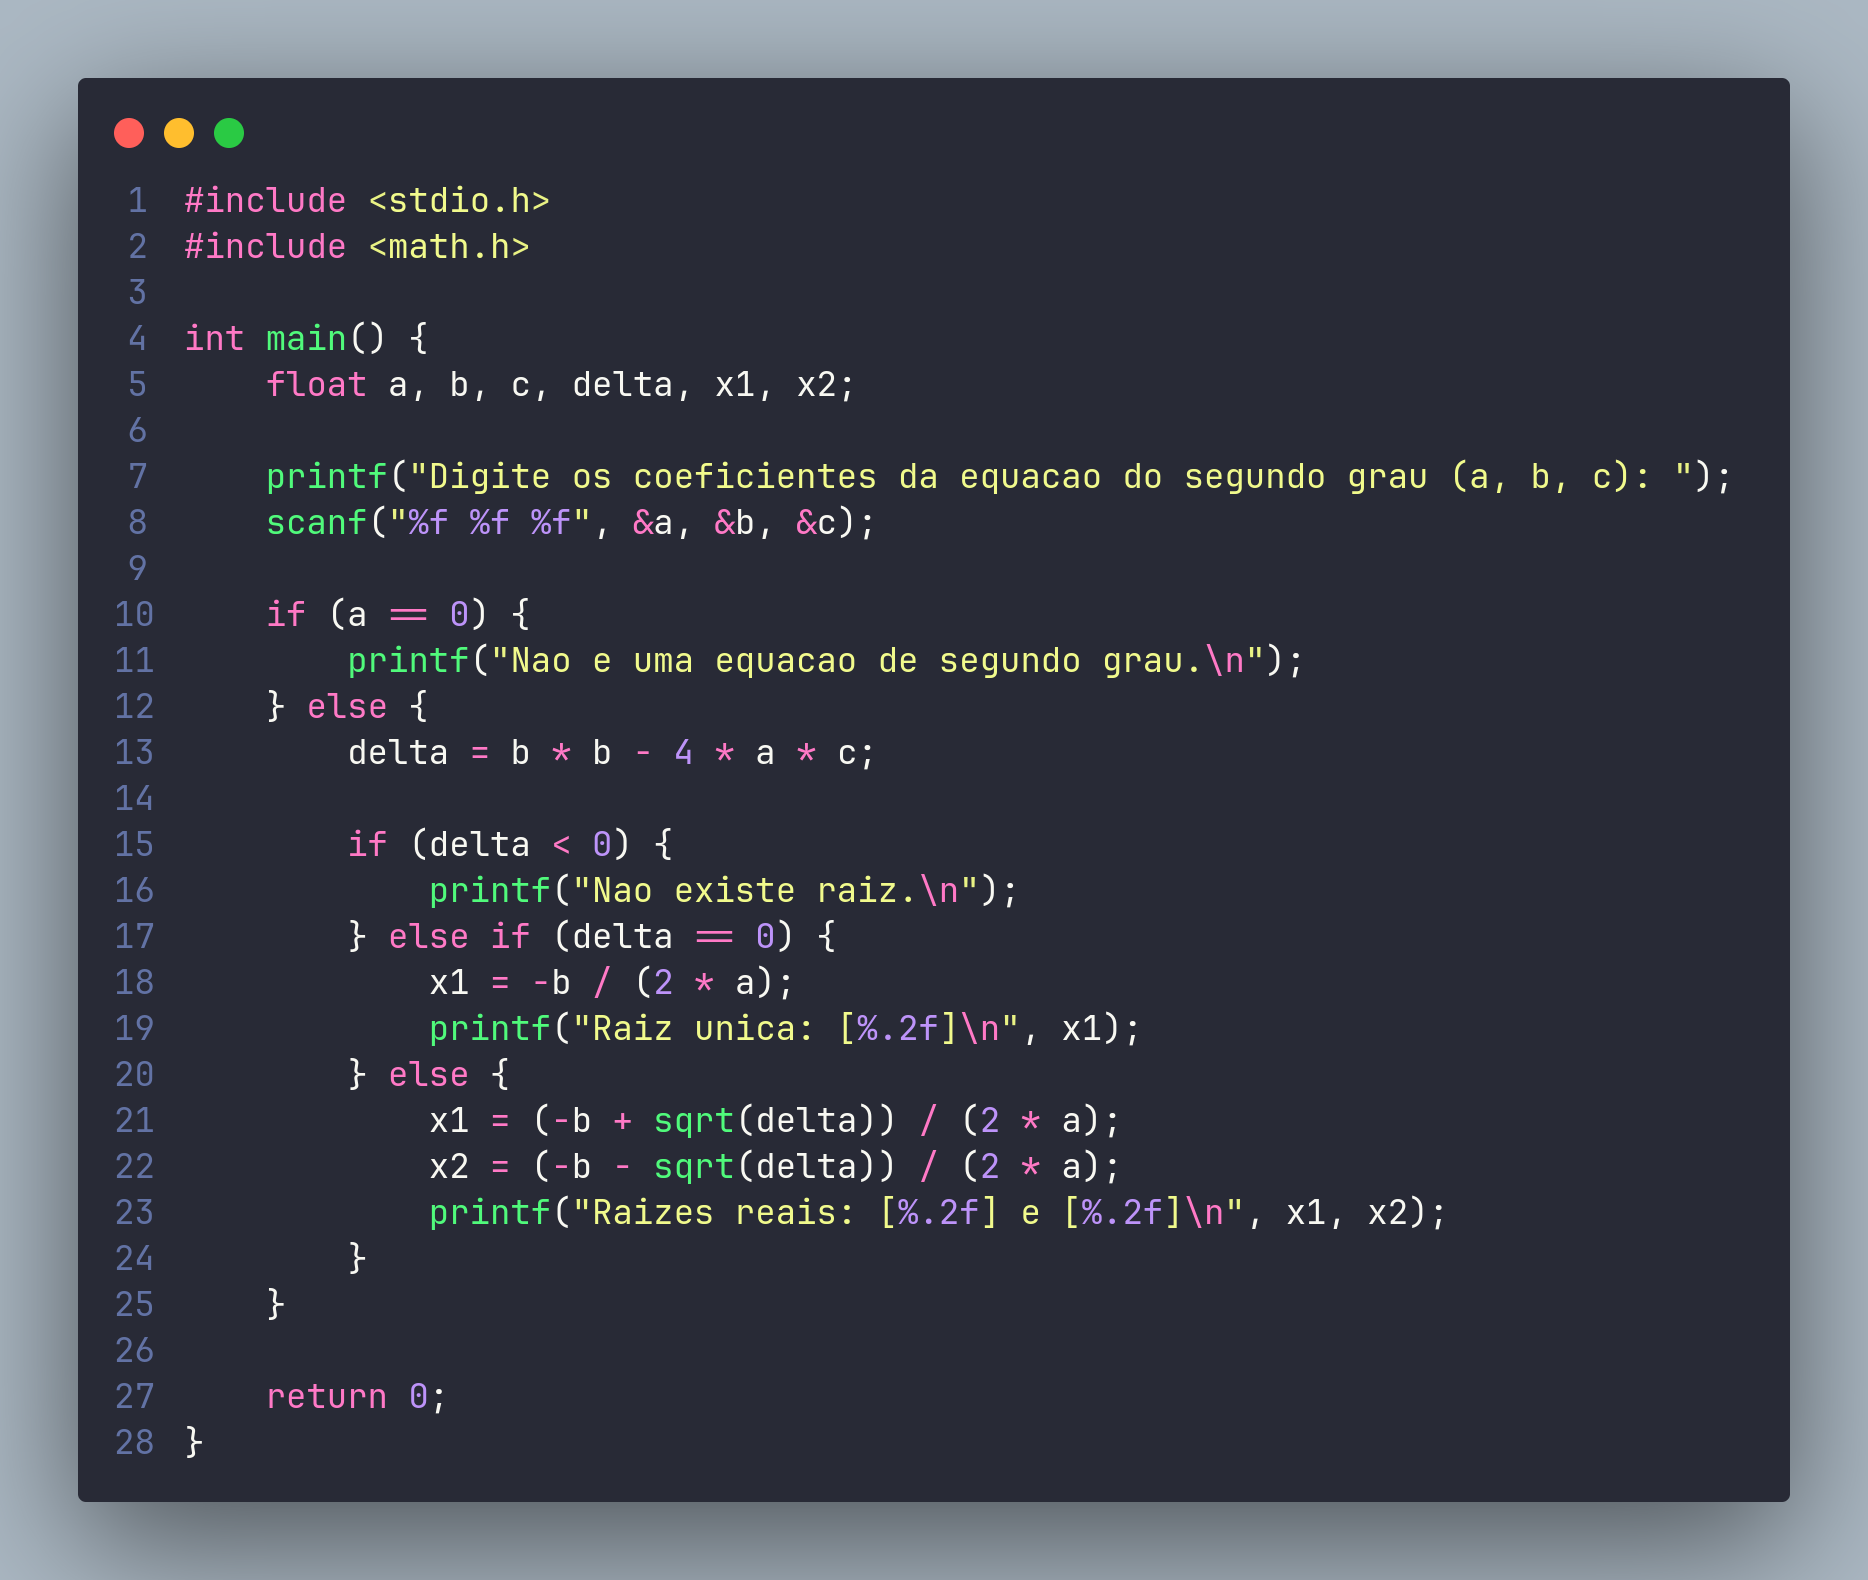 1 #include <stdio.h>
2 #include <math.h>
3
4 int main() {
5     float a, b, c, delta, x1, x2;
6
7     printf("Digite os coeficientes da equacao do segundo grau (a, b, c): ");
8     scanf("%f %f %f", &a, &b, &c);
9
10     if (a == 0) {
11         printf("Nao e uma equacao de segundo grau.\n");
12     } else {
13         delta = b * b - 4 * a * c;
14
15         if (delta < 0) {
16             printf("Nao existe raiz.\n");
17         } else if (delta == 0) {
18             x1 = -b / (2 * a);
19             printf("Raiz unica: [%.2f]\n", x1);
20         } else {
21             x1 = (-b + sqrt(delta)) / (2 * a);
22             x2 = (-b - sqrt(delta)) / (2 * a);
23             printf("Raizes reais: [%.2f] e [%.2f]\n", x1, x2);
24         }
25     }
26
27     return 0;
28 }